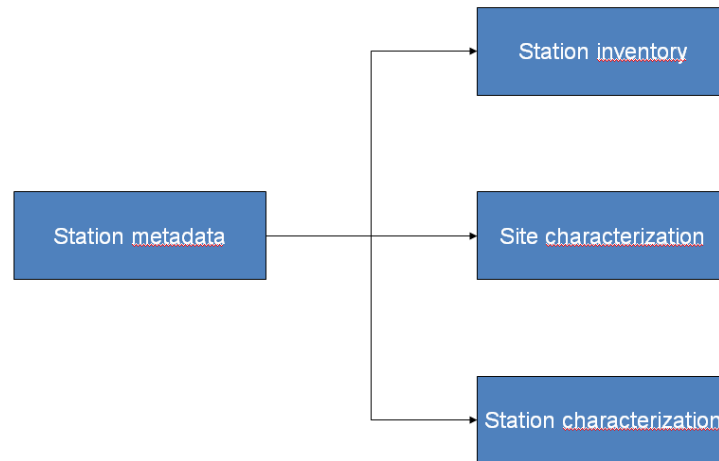 Station inventory
Station metadata
Site characterization
Station characterization